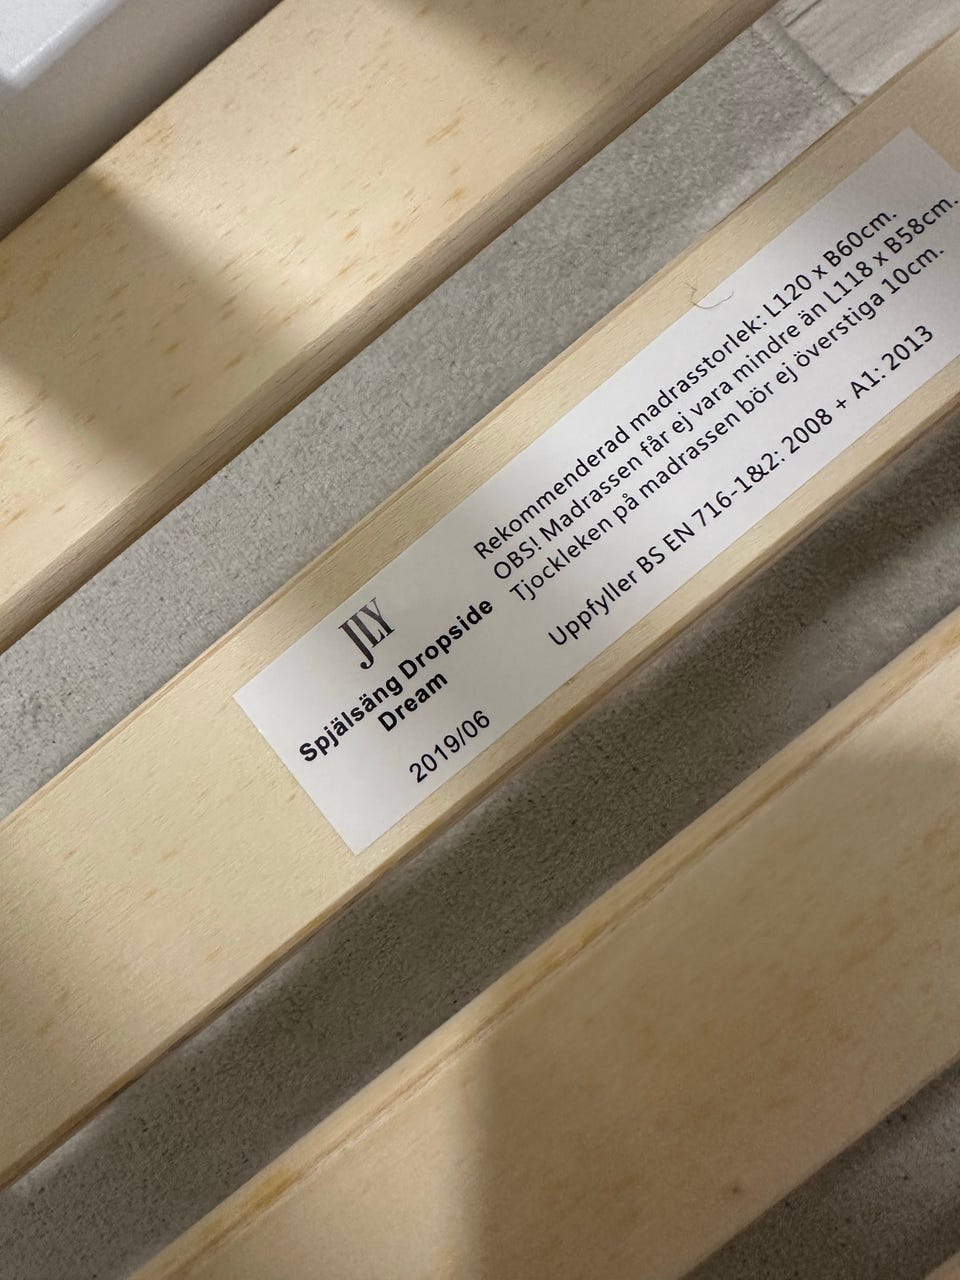 JLY
Spjälsäng Dropside
Dream
2019/06
Rekommenderad madrasstorlek: L120 x B60cm.
OBS! Madrassen får ej vara mindre än L118 x B58cm.
Tjockleken på madrassen bör ej överstiga 10cm.
Uppfyller BS EN 716-1&2: 2008 + A1: 2013